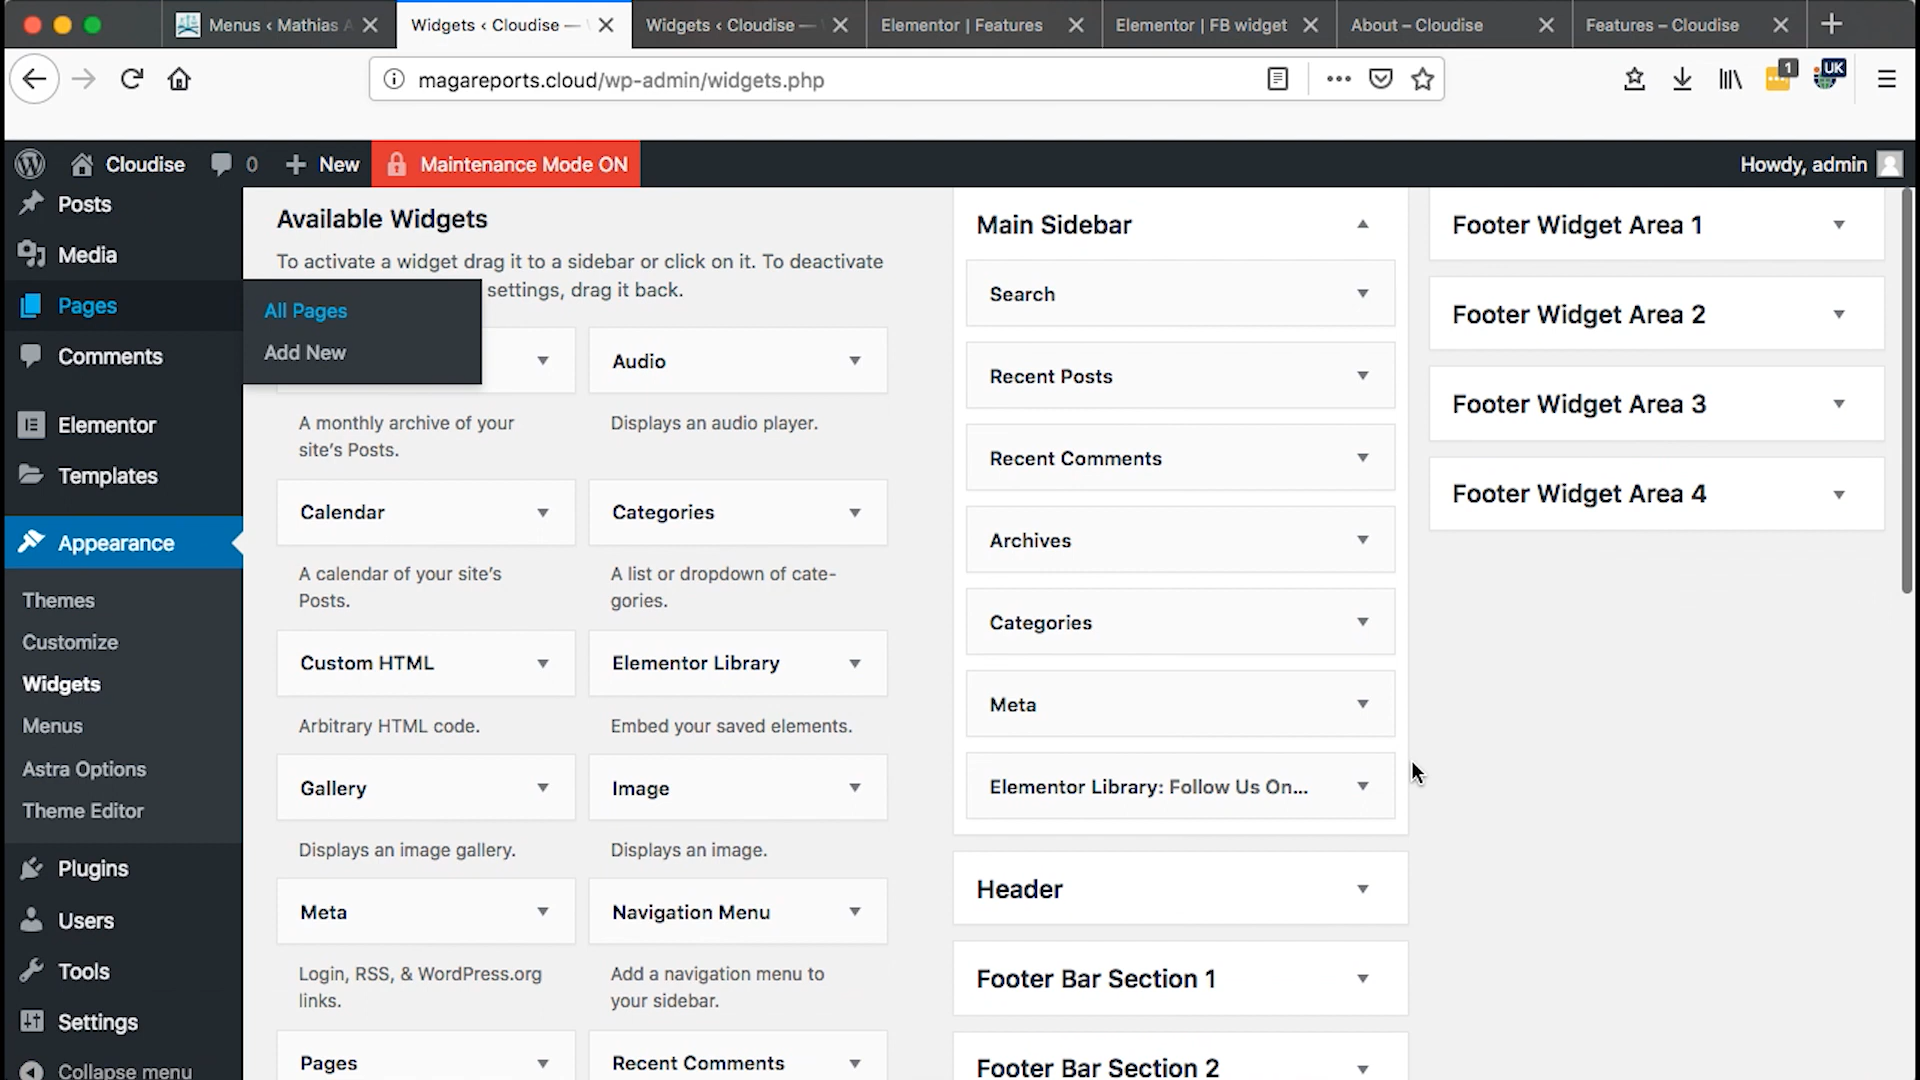 Menus ‹ Mathias A
Widgets ‹ Cloudise —
Widgets ‹ Cloudise —
Elementor | Features
Elementor | FB widget
About – Cloudise
Features – Cloudise
magareports.cloud/wp-admin/widgets.php
1
UK
Cloudise
0
New
Maintenance Mode ON
Howdy, admin
Posts
Media
Pages
Comments
Elementor
Templates
Appearance
Themes
Customize
Widgets
Menus
Astra Options
Theme Editor
Plugins
Users
Tools
Settings
Collapse menu
All Pages
Add New
Available Widgets
To activate a widget drag it to a sidebar or click on it. To deactivate
settings, drag it back.
A monthly archive of your
site's Posts.
Audio
Displays an audio player.
Calendar
A calendar of your site's
Posts.
Categories
A list or dropdown of cate-
gories.
Custom HTML
Arbitrary HTML code.
Elementor Library
Embed your saved elements.
Gallery
Displays an image gallery.
Image
Displays an image.
Meta
Login, RSS, & WordPress.org
links.
Navigation Menu
Add a navigation menu to
your sidebar.
Pages
Recent Comments
Main Sidebar
Search
Recent Posts
Recent Comments
Archives
Categories
Meta
Elementor Library: Follow Us On...
Header
Footer Bar Section 1
Footer Bar Section 2
Footer Widget Area 1
Footer Widget Area 2
Footer Widget Area 3
Footer Widget Area 4